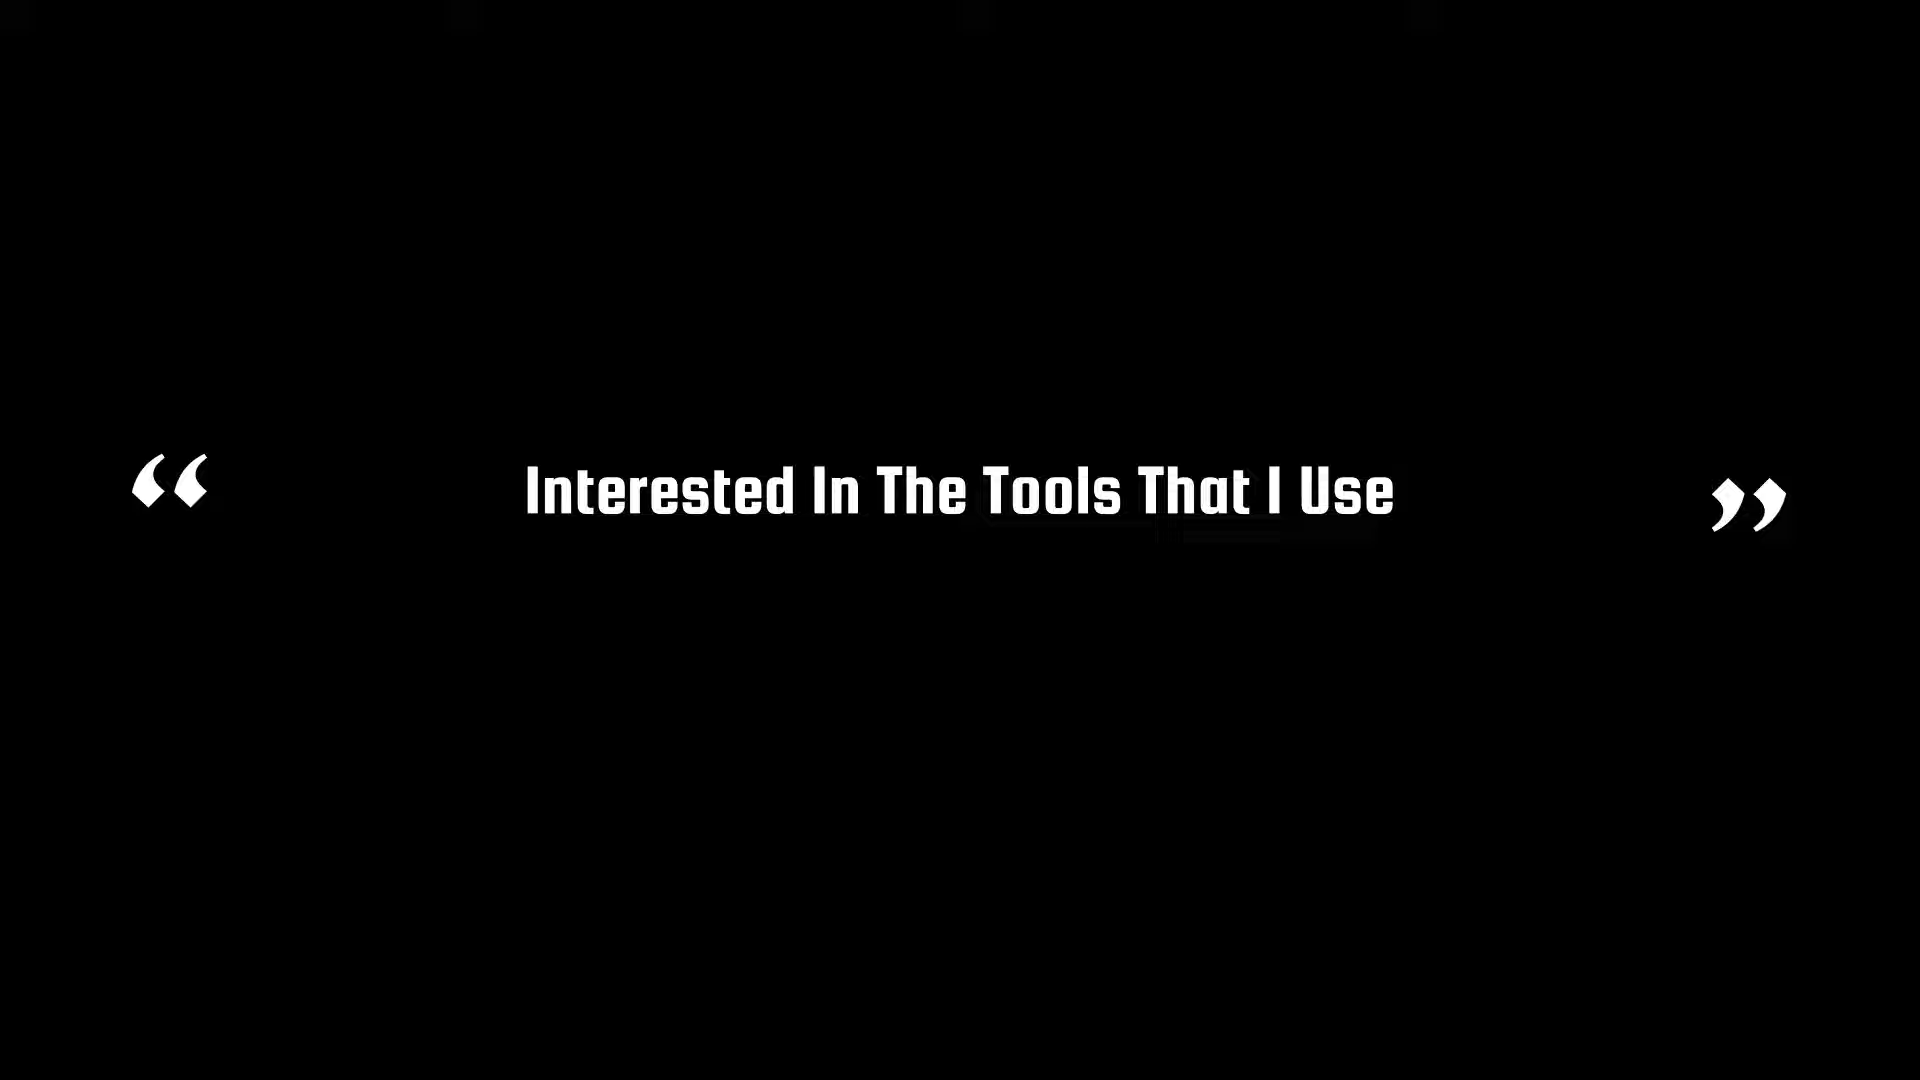 “ Interested In The Tools That I Use ”